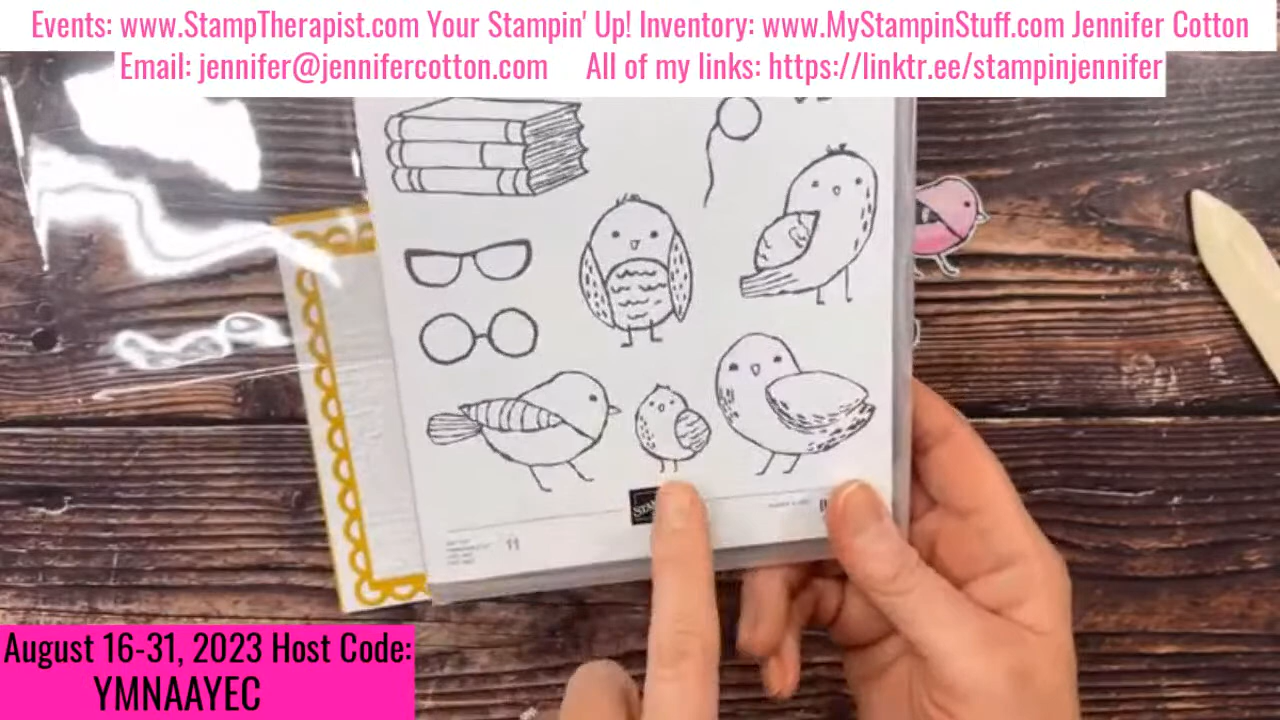 Events: www.StampTherapist.com Your Stampin' Up! Inventory: www.MyStampinStuff.com Jennifer Cotton
Email: jennifer@jennifercotton.com All of my links: https://linktr.ee/stampinjennifer
11
August 16-31, 2023 Host Code:
YMNAAYEC